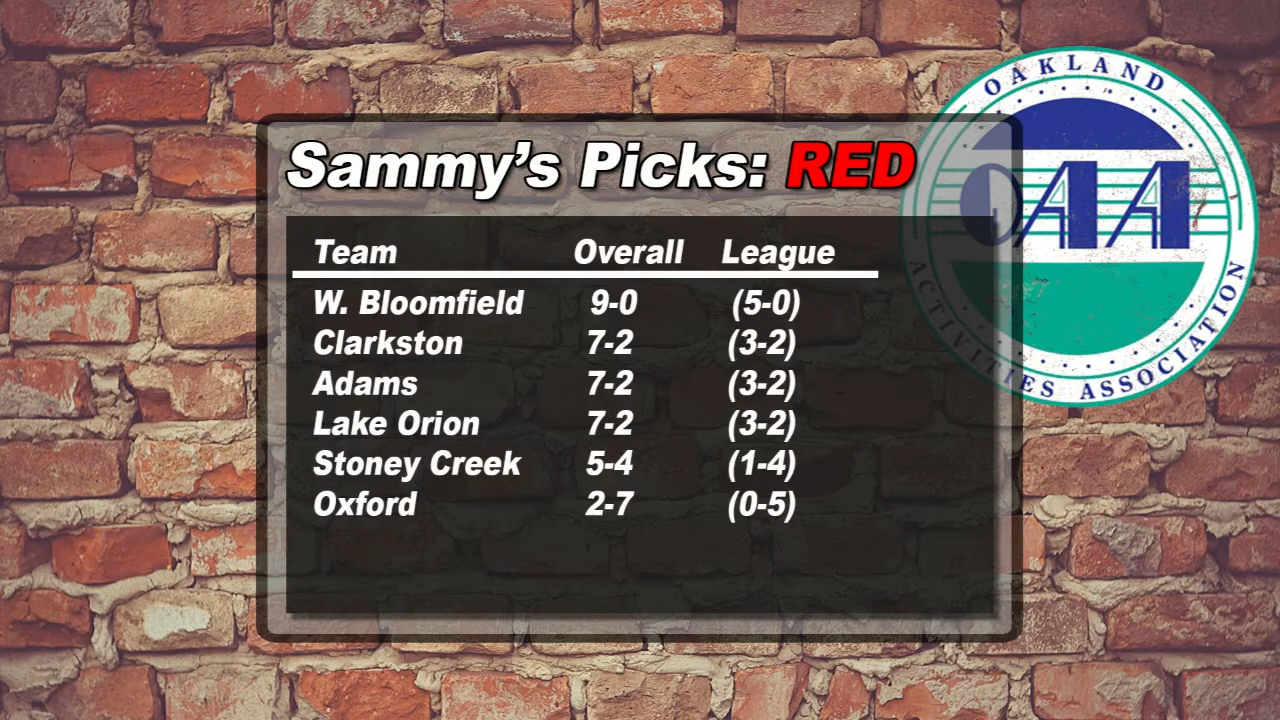 Sammy's Picks: RED
Team Overall League
W. Bloomfield 9-0 (5-0)
Clarkston 7-2 (3-2)
Adams 7-2 (3-2)
Lake Orion 7-2 (3-2)
Stoney Creek 5-4 (1-4)
Oxford 2-7 (0-5)
OAKLAND
OAA
ACTIVITIES ASSOCIATION